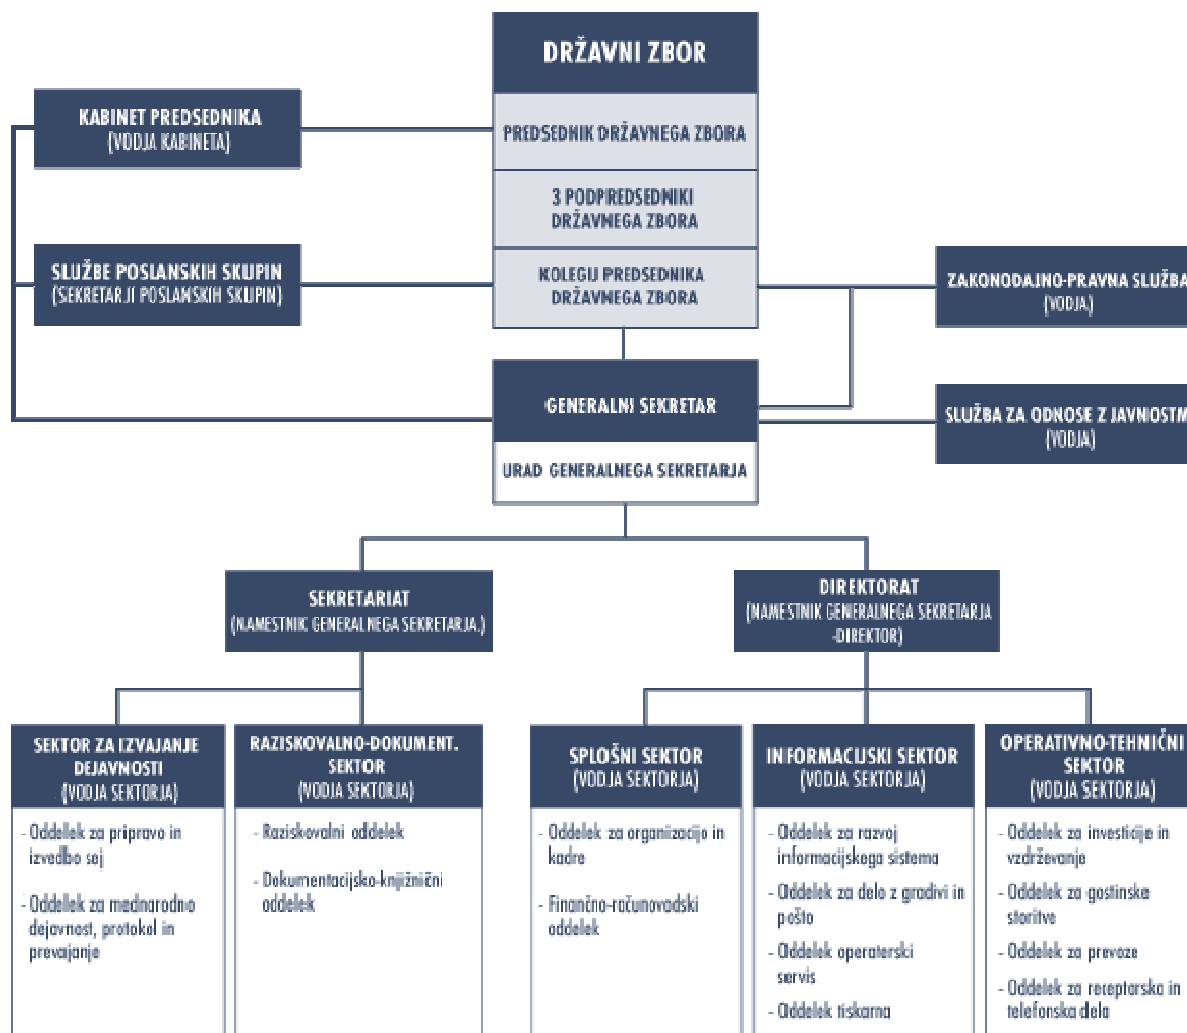 DRŽAVNI ZBOR
PREDSEDNIK DRŽAVNEGA ZBORA
3 PODPREDSEDNIKI
DRŽAVNEGA ZBORA
KOLEGIJ PREDSEDNIKA
DRŽAVNEGA ZBORA
KABINET PREDSEDNIKA
(VODJA KABINETA)
SLUŽBE POSLANSKIH SKUPIN
(SEKRETARJI POSLANSKIH SKUPIN)
ZAKONODAJNO-PRAVNA SLUŽBA
(VODJA)
GENERALNI SEKRETAR
URAD GENERALNEGA SEKRETARJA
SLUŽBA ZA ODNOSE Z JAVNOSTM
(VODJA)
SEKRETARIAT
(NAMESTNIK GENERALNEGA SEKRETARJA)
DIREKTORAT
(NAMESTNIK GENERALNEGA SEKRETARJA
-DIREKTOR)
SEKTOR ZA IZVAJANJE
DEJAVNOSTI
(VODJA SEKTORJA)
- Oddelek za pripravo in
izvedbo sej
- Oddelek za mednarodno
dejavnost, protokol in
prevajanje
RAZISKOVALNO-DOKUMENT.
SEKTOR
(VODJA SEKTORJA)
- Raziskovalni oddelek
- Dokumentacijsko-knjižnični
oddelek
SPLOŠNI SEKTOR
(VODJA SEKTORJA)
- Oddelek za organizacijo in
kadre
- Finančno-računovodski
oddelek
INFORMACIJSKI SEKTOR
(VODJA SEKTORJA)
- Oddelek za razvoj
informacijskega sistema
- Oddelek za delo z gradivi in
pošto
- Oddelek operaterski
servis
- Oddelek tiskarna
OPERATIVNO-TEHNIČNI
SEKTOR
(VODJA SEKTORJA)
- Oddelek za investicije in
vzdrževanje
- Oddelek za gostinske
storitve
- Oddelek za prevoze
- Oddelek za receptorska in
telefonska dela